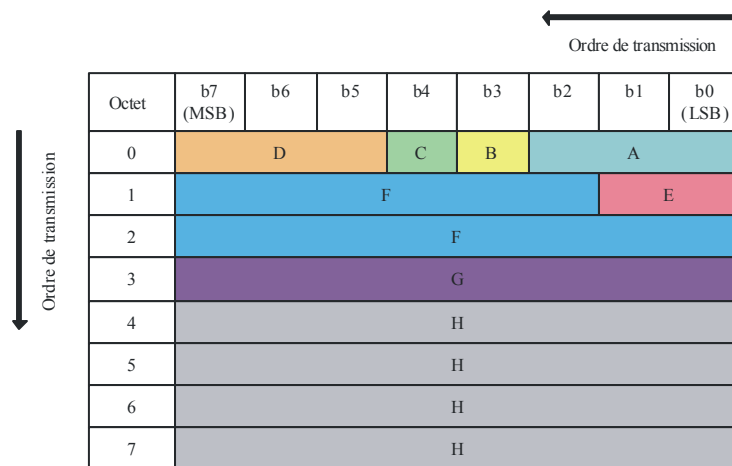 Ordre de transmission
Ordre de transmission
Octet b7 (MSB) b6 b5 b4 b3 b2 b1 b0 (LSB)
0 D C B A
1 F E
2 F
3 G
4 H
5 H
6 H
7 H